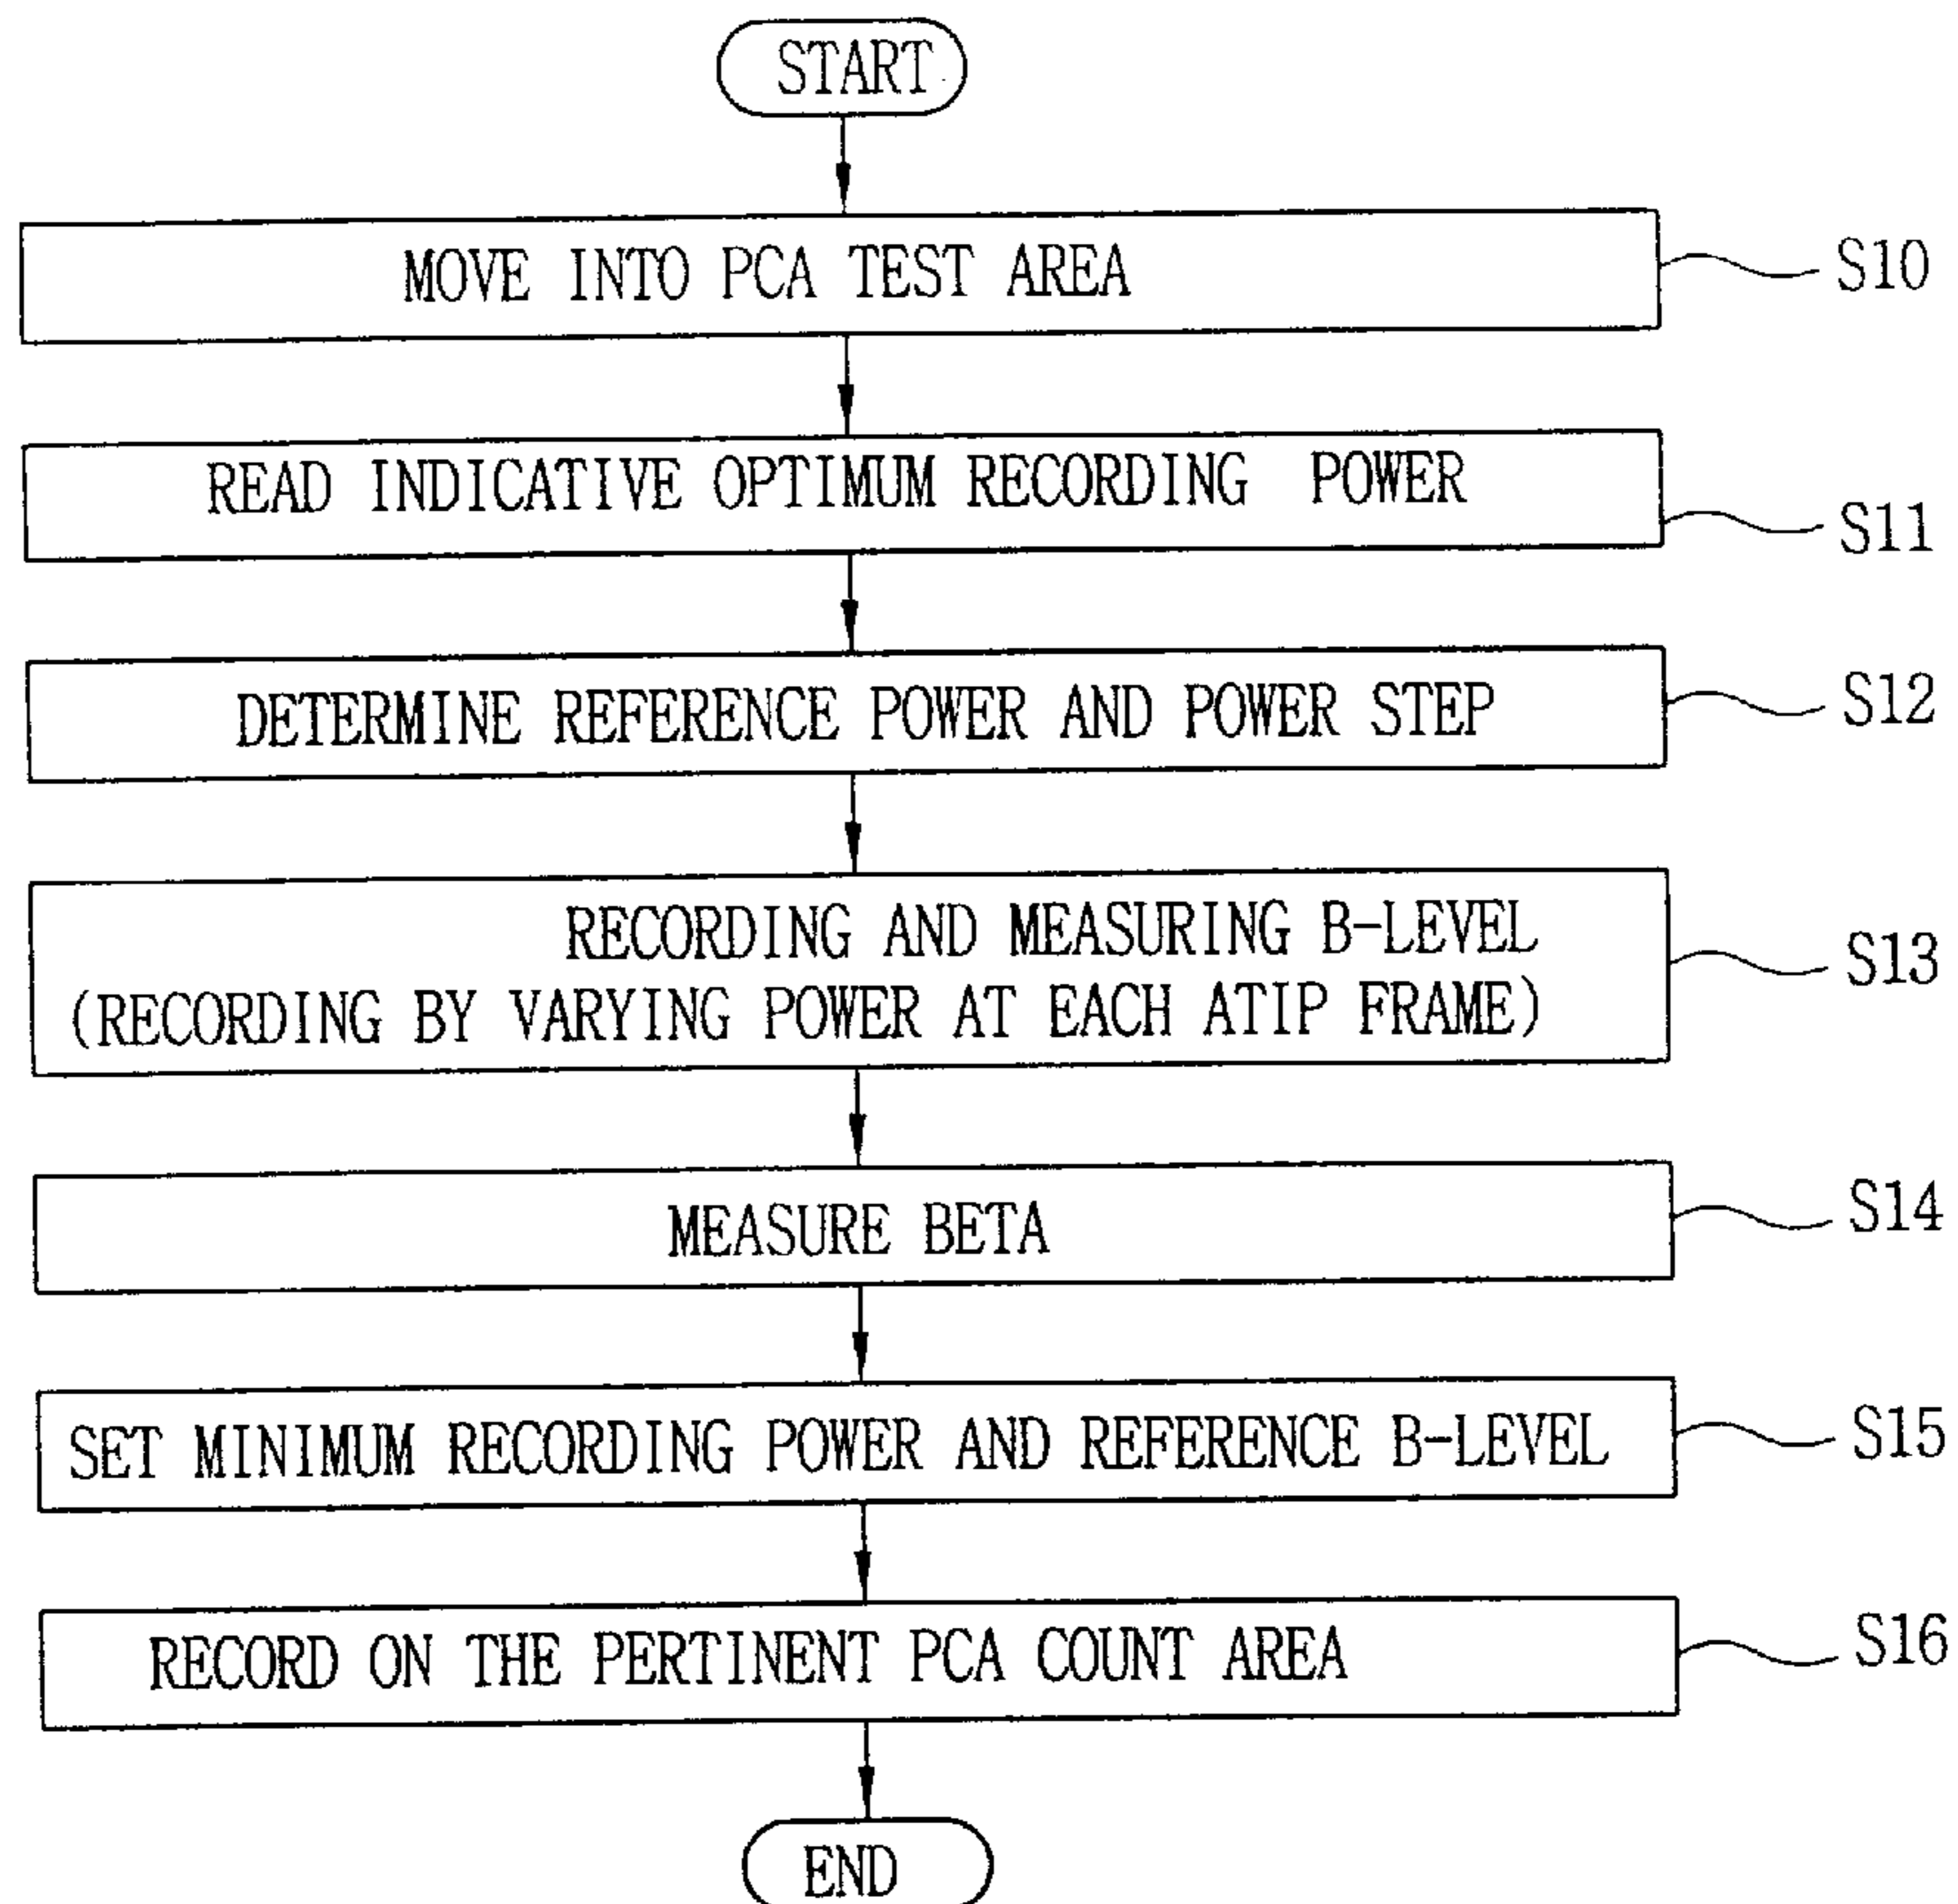 START
MOVE INTO PCA TEST AREA
S10
READ INDICATIVE OPTIMUM RECORDING POWER
S11
DETERMINE REFERENCE POWER AND POWER STEP
S12
RECORDING AND MEASURING B-LEVEL
(RECORDING BY VARYING POWER AT EACH ATIP FRAME)
S13
MEASURE BETA
S14
SET MINIMUM RECORDING POWER AND REFERENCE B-LEVEL
S15
RECORD ON THE PERTINENT PCA COUNT AREA
S16
END